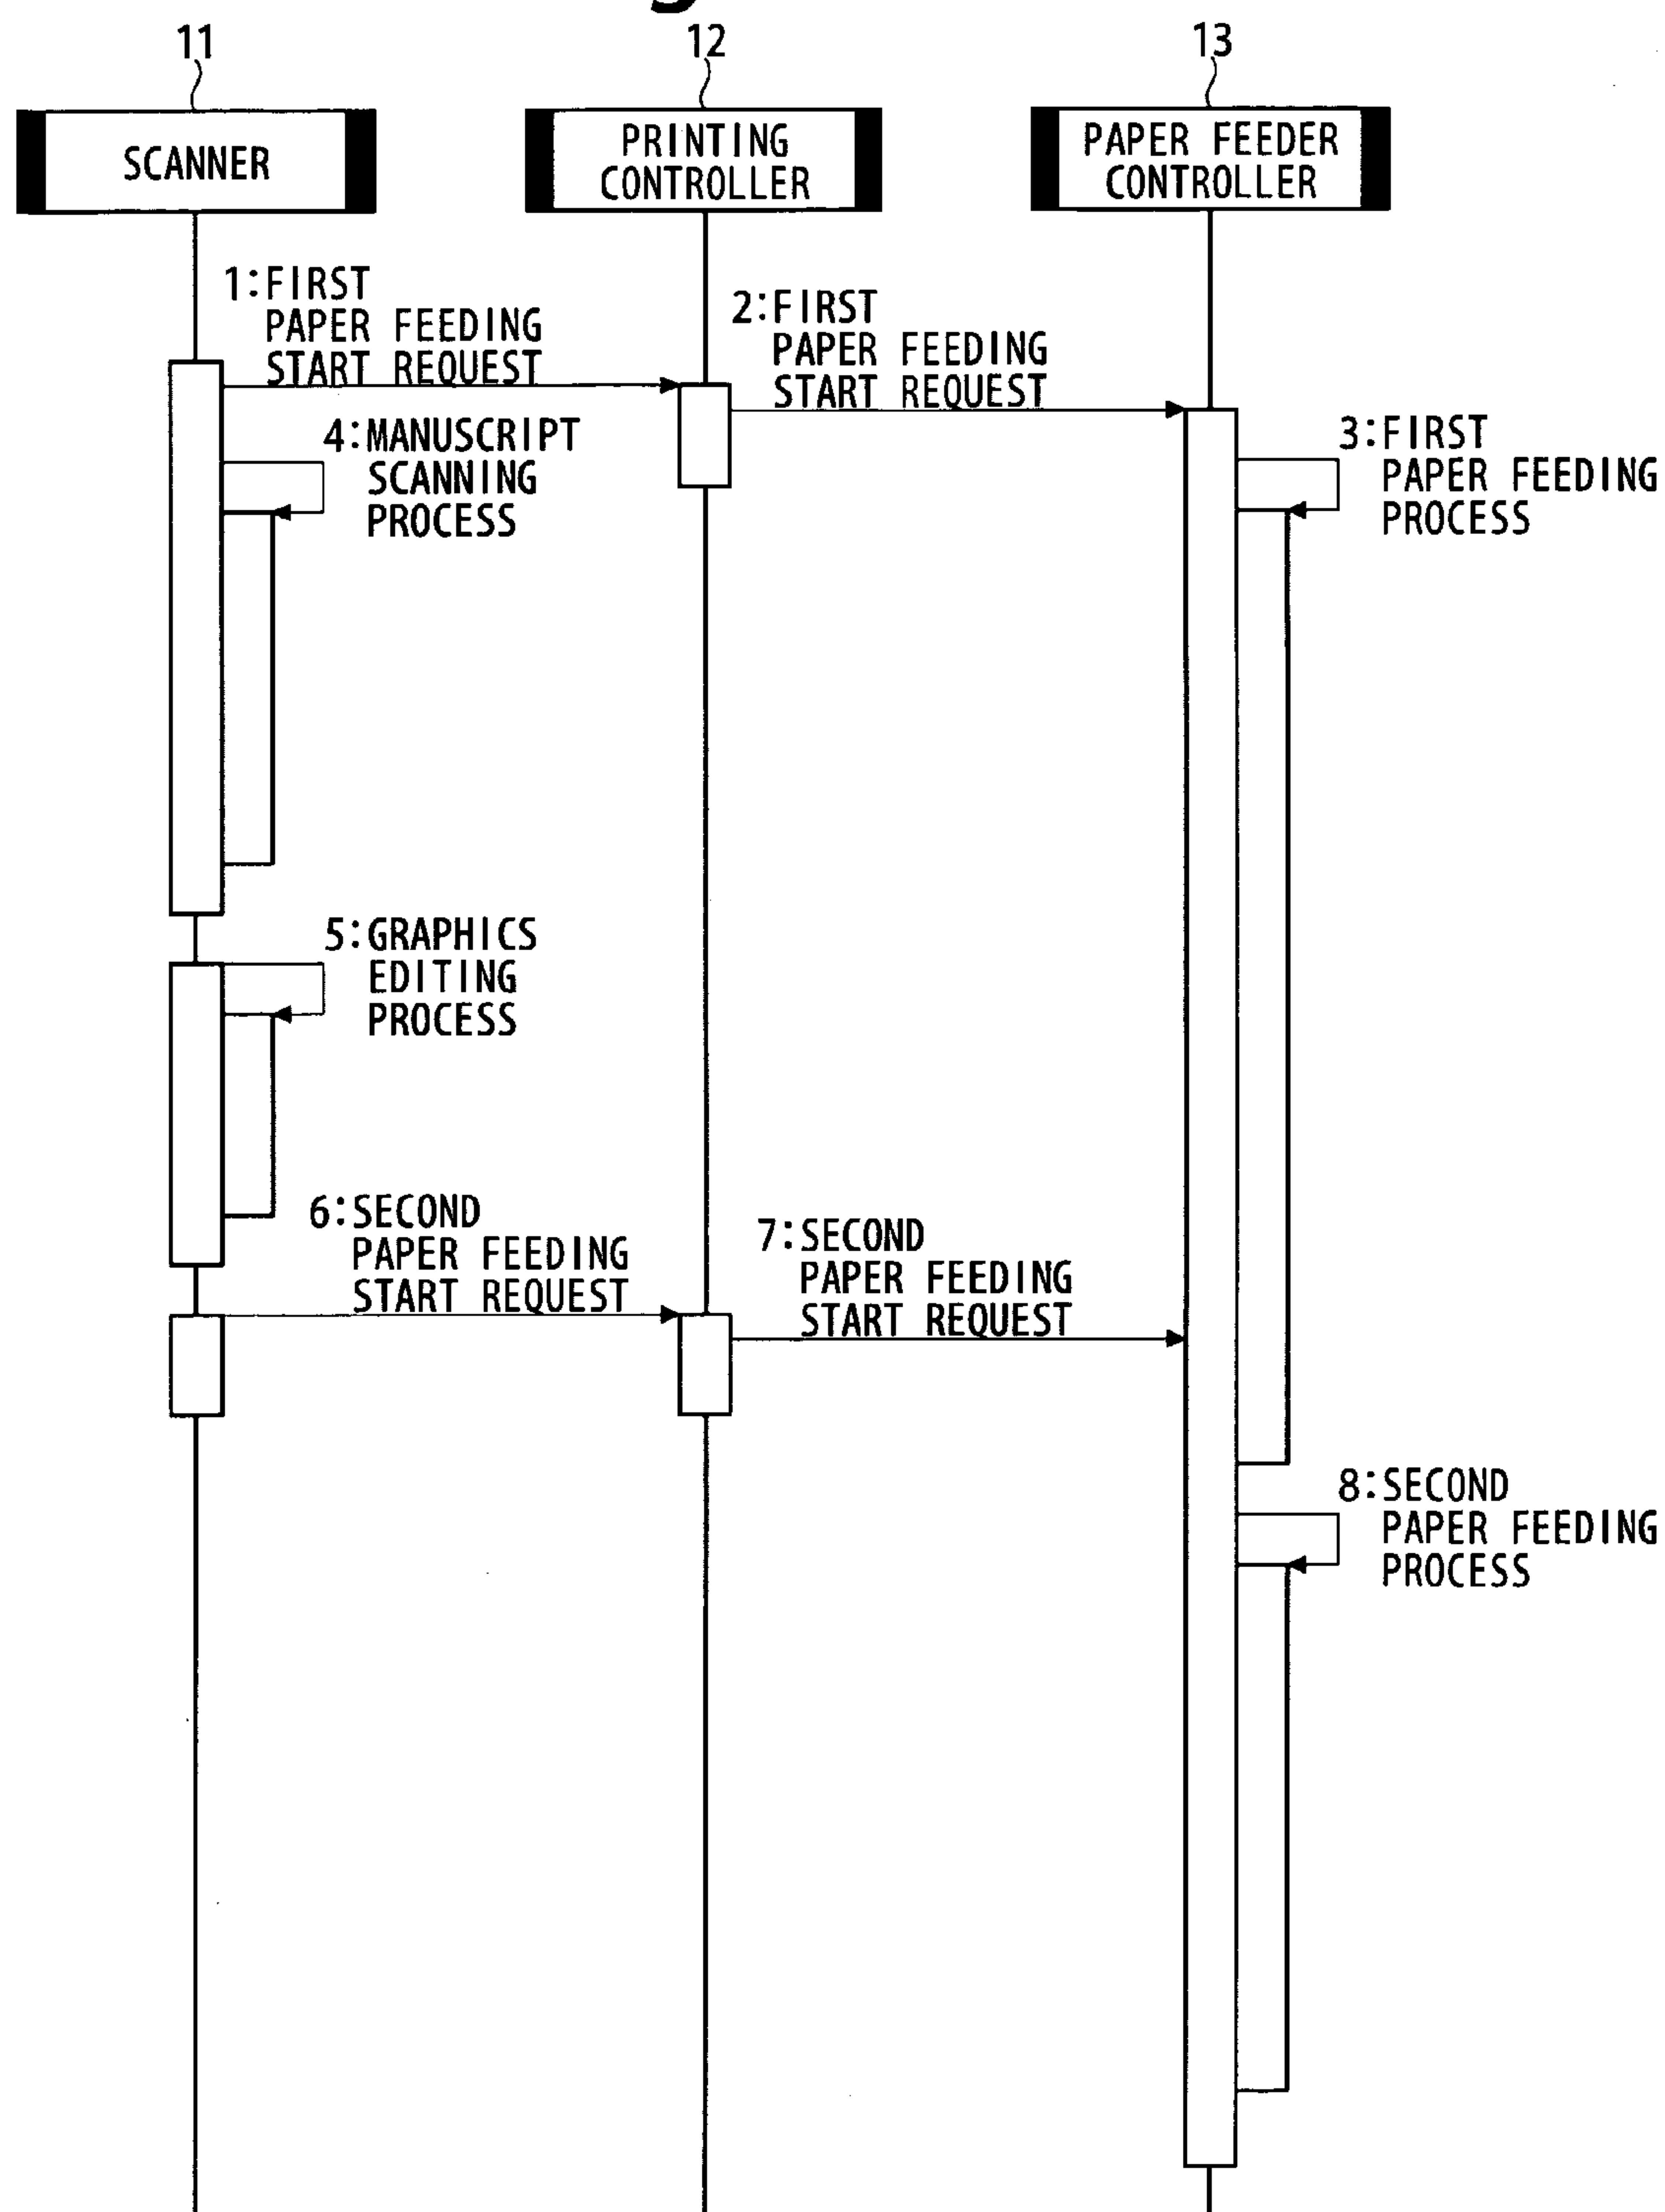 11
12
13
SCANNER
PRINTING
CONTROLLER
PAPER FEEDER
CONTROLLER
1:FIRST
PAPER FEEDING
START REQUEST
2:FIRST
PAPER FEEDING
START REQUEST
3:FIRST
PAPER FEEDING
PROCESS
4:MANUSCRIPT
SCANNING
PROCESS
5:GRAPHICS
EDITING
PROCESS
6:SECOND
PAPER FEEDING
START REQUEST
7:SECOND
PAPER FEEDING
START REQUEST
8:SECOND
PAPER FEEDING
PROCESS